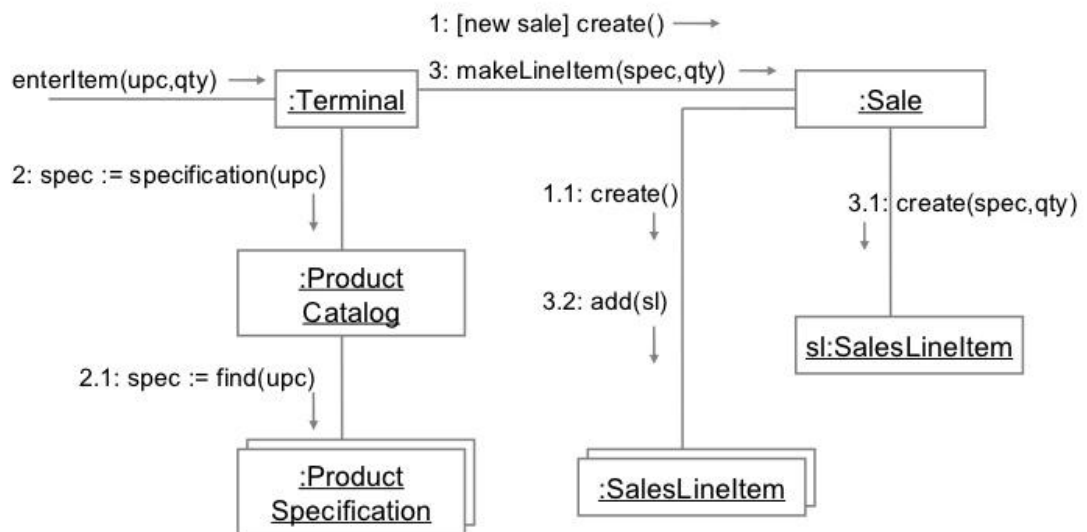 1: [new sale] create()
enterItem(upc,qty)
3: makeLineItem(spec,qty)
:Terminal
:Sale
2: spec := specification(upc)
1.1: create()
3.1: create(spec,qty)
:Product
Catalog
3.2: add(sl)
sl:SalesLineItem
2.1: spec := find(upc)
:Product
Specification
:SalesLineItem